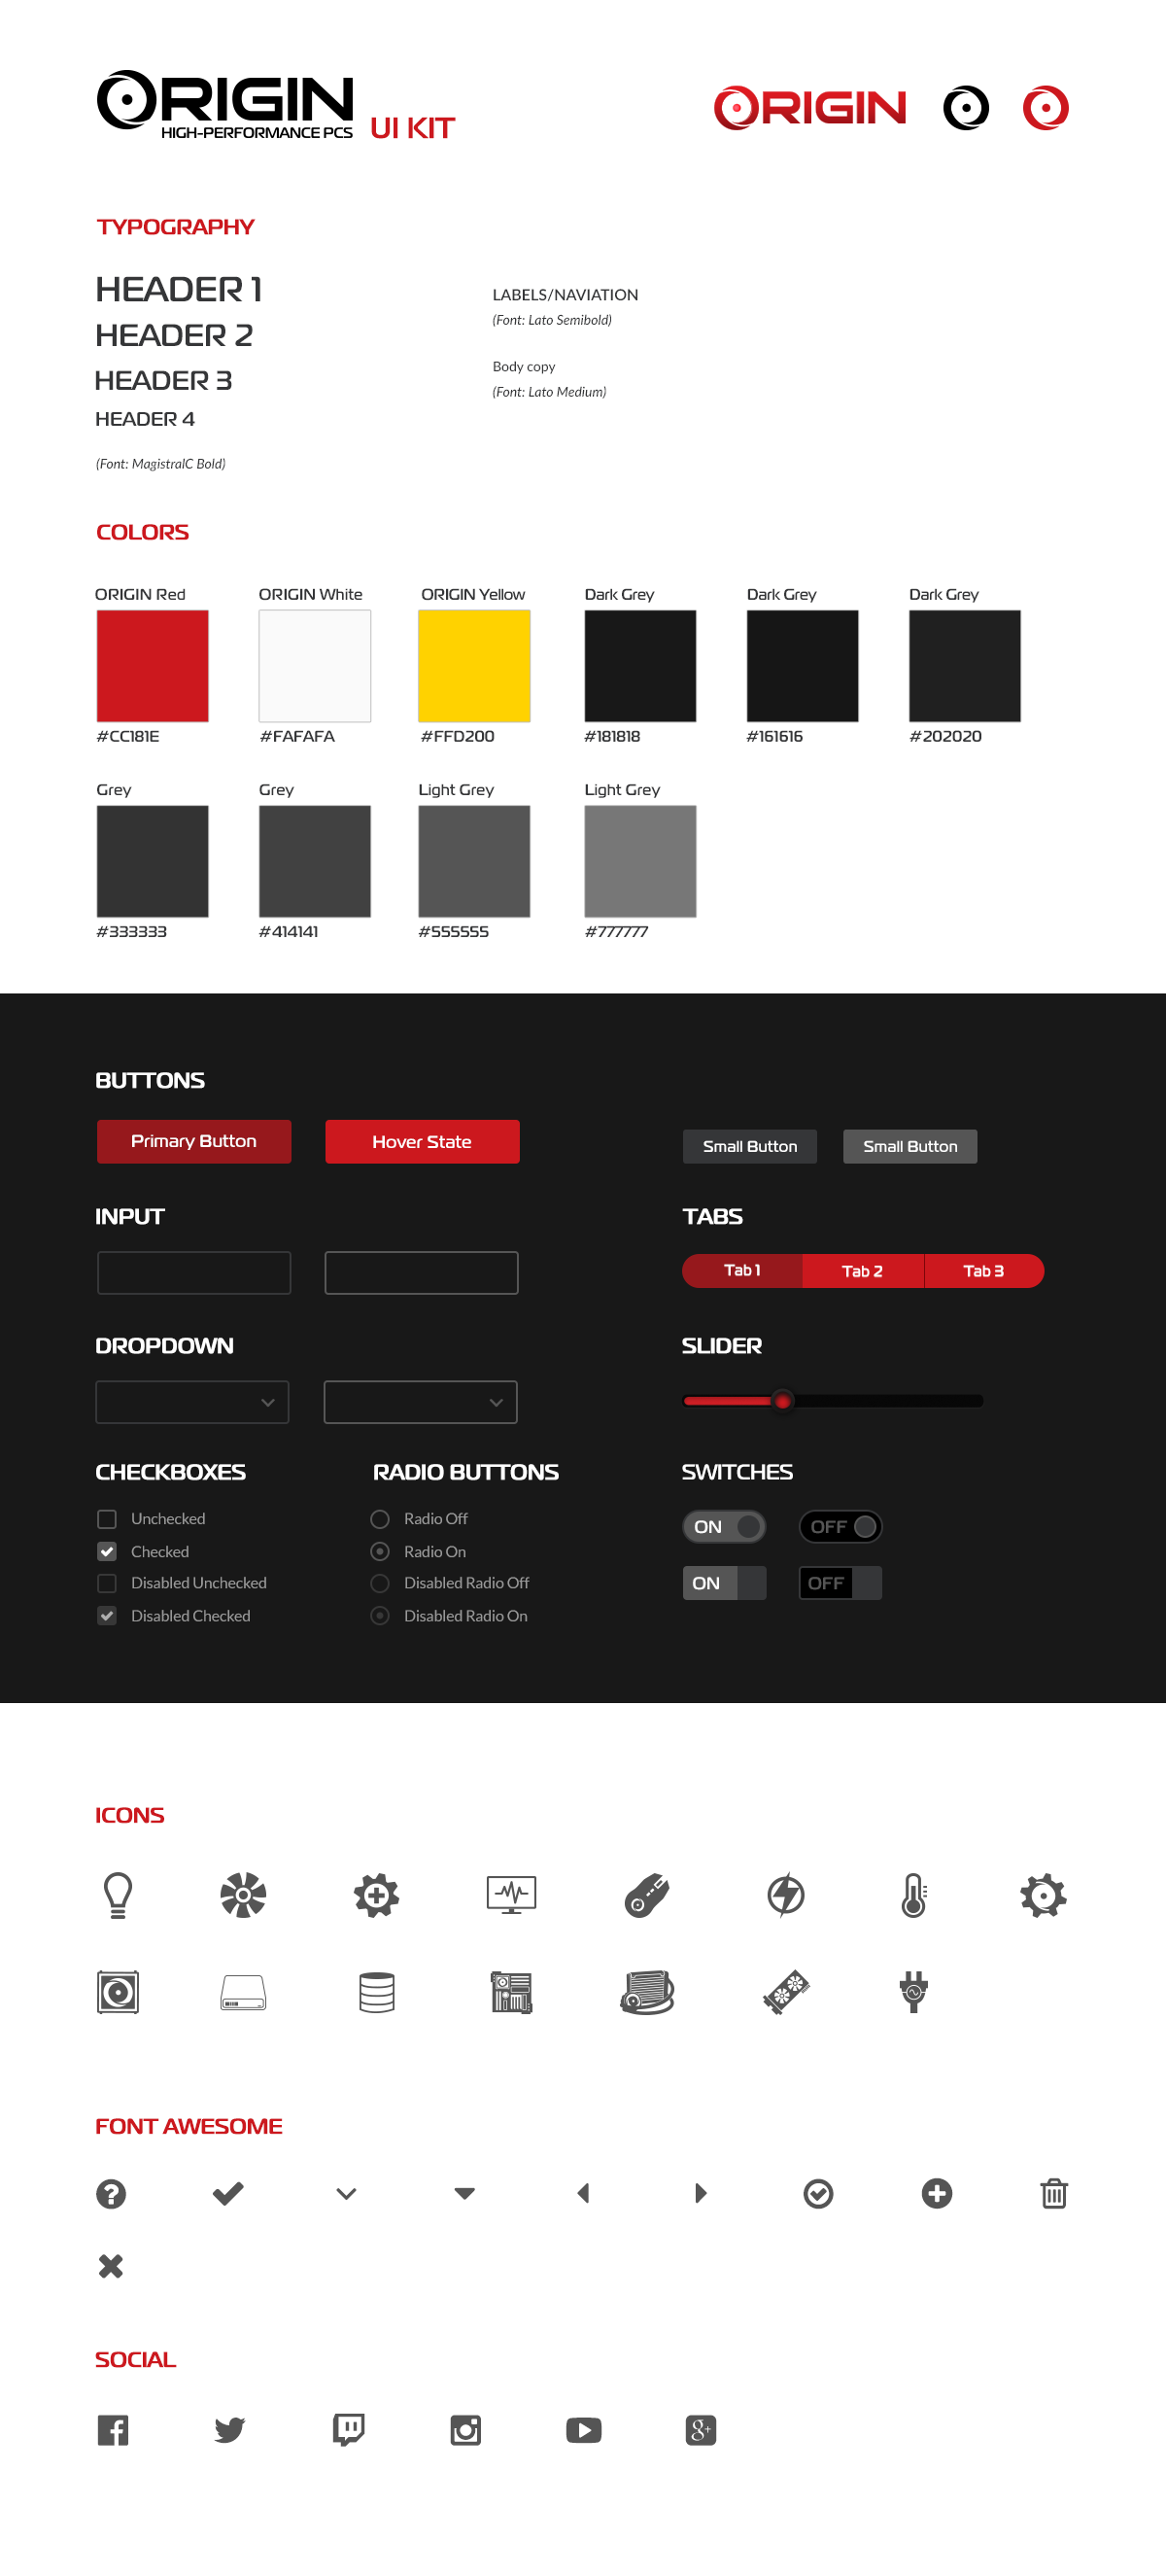 ORIGIN
HIGH-PERFORMANCE PCS
UI KIT
ORIGIN
TYPOGRAPHY
HEADER 1
HEADER 2
HEADER 3
HEADER 4
(Font: MagistralC Bold)
LABELS/NAVIATION
(Font: Lato Semibold)
Body copy
(Font: Lato Medium)
COLORS
ORIGIN Red
ORIGIN White
ORIGIN Yellow
Dark Grey
Dark Grey
Dark Grey
#CC181E
#FAFAFA
#FFD200
#181818
#161616
#202020
Grey
Grey
Light Grey
Light Grey
#333333
#414141
#555555
#777777
BUTTONS
Primary Button
Hover State
Small Button
Small Button
INPUT
TABS
Tab 1
Tab 2
Tab 3
DROPDOWN
SLIDER
CHECKBOXES
Unchecked
Checked
Disabled Unchecked
Disabled Checked
RADIO BUTTONS
Radio Off
Radio On
Disabled Radio Off
Disabled Radio On
SWITCHES
ON
OFF
ON
OFF
ICONS
FONT AWESOME
SOCIAL